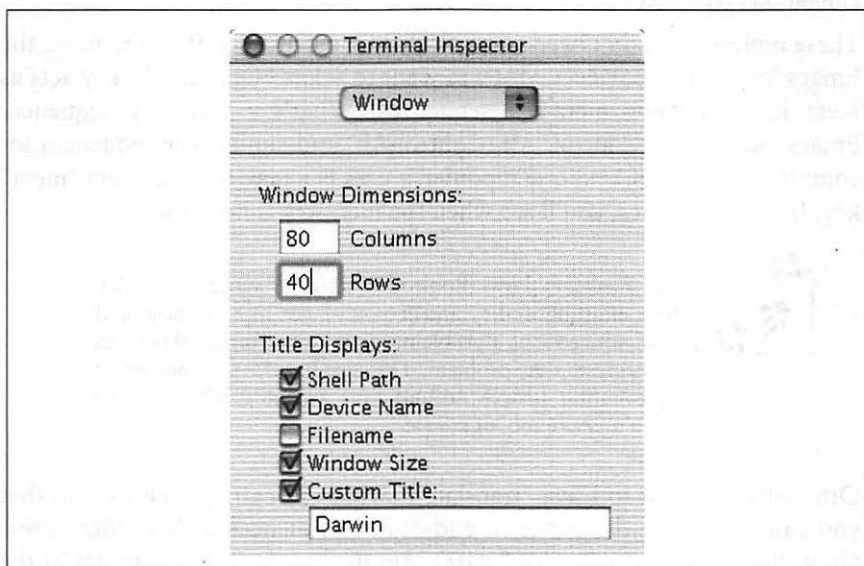 Terminal Inspector
Window
Window Dimensions:
80 Columns
40 Rows
Title Displays:
Shell Path
Device Name
Filename
Window Size
Custom Title:
Darwin